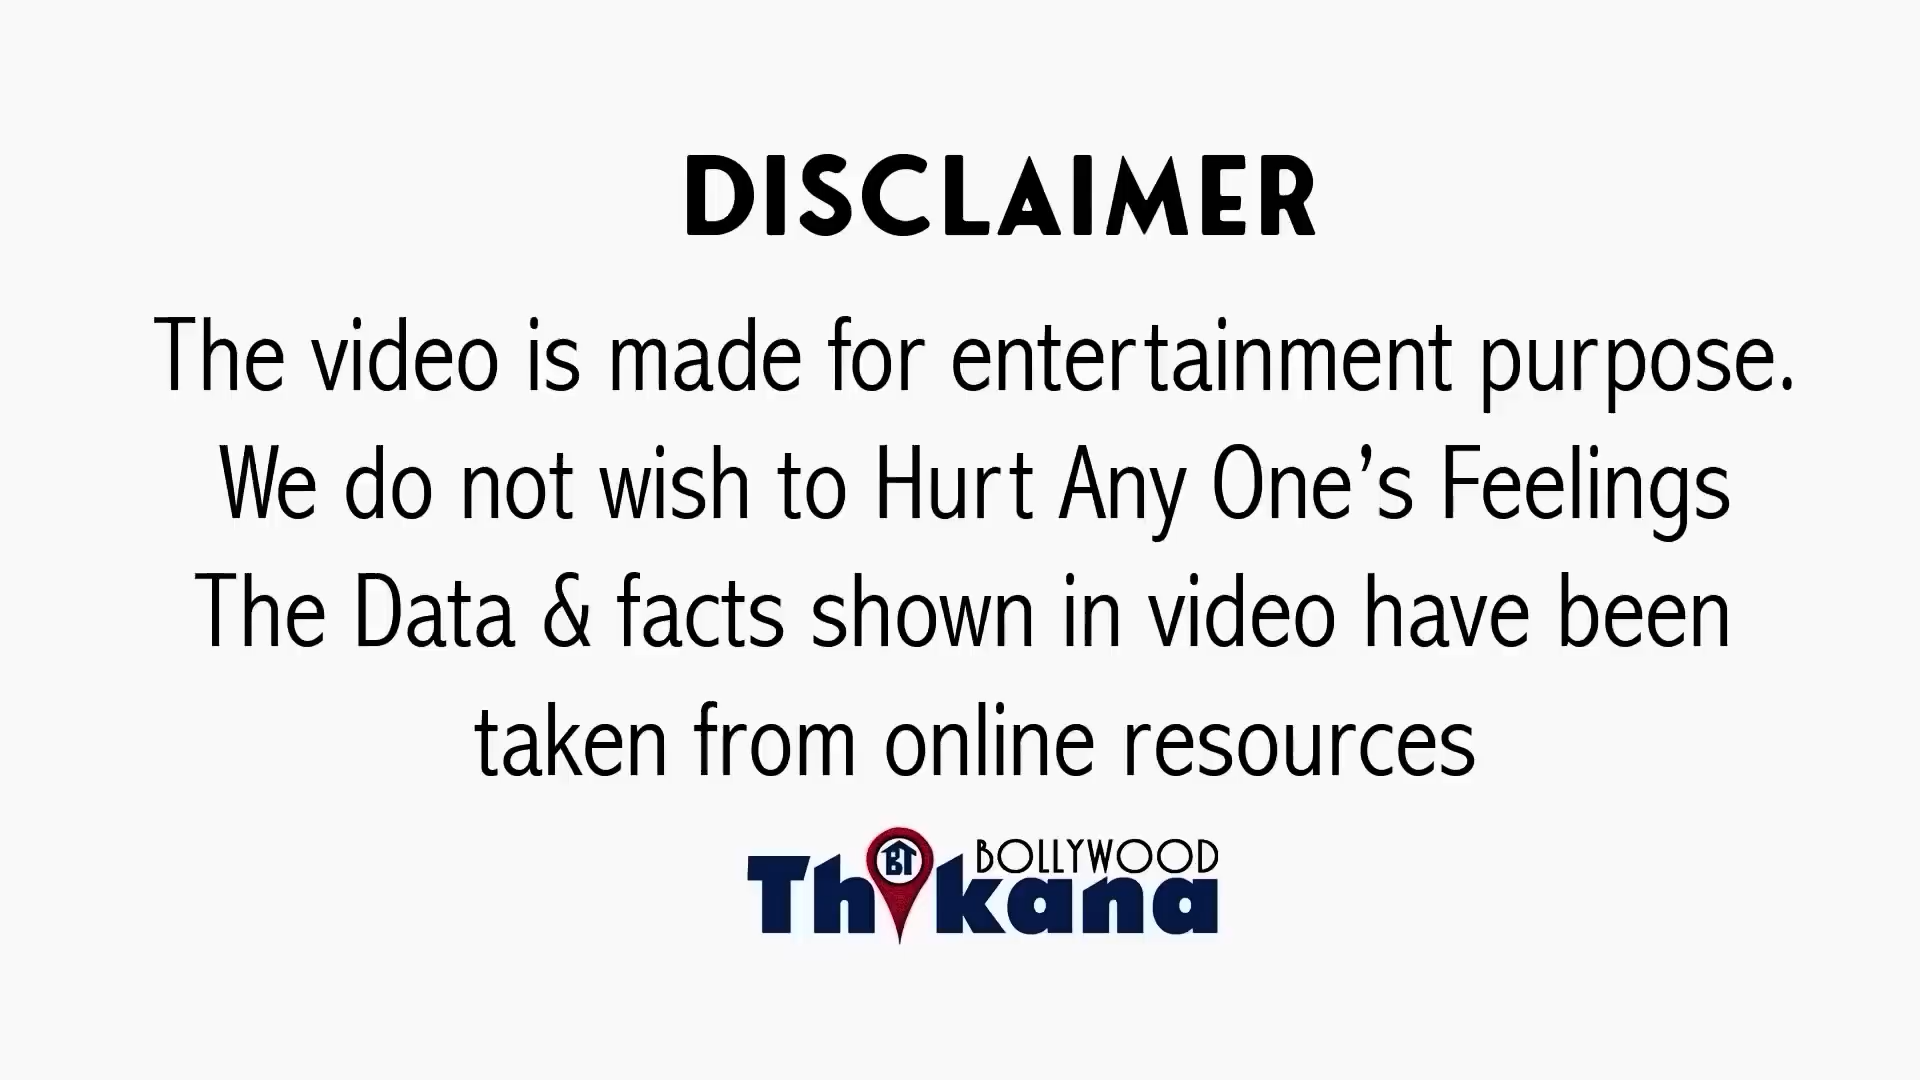 DISCLAIMER
The video is made for entertainment purpose.
We do not wish to Hurt Any One’s Feelings
The Data & facts shown in video have been
taken from online resources
BT
BOLLYWOOD
Thikana